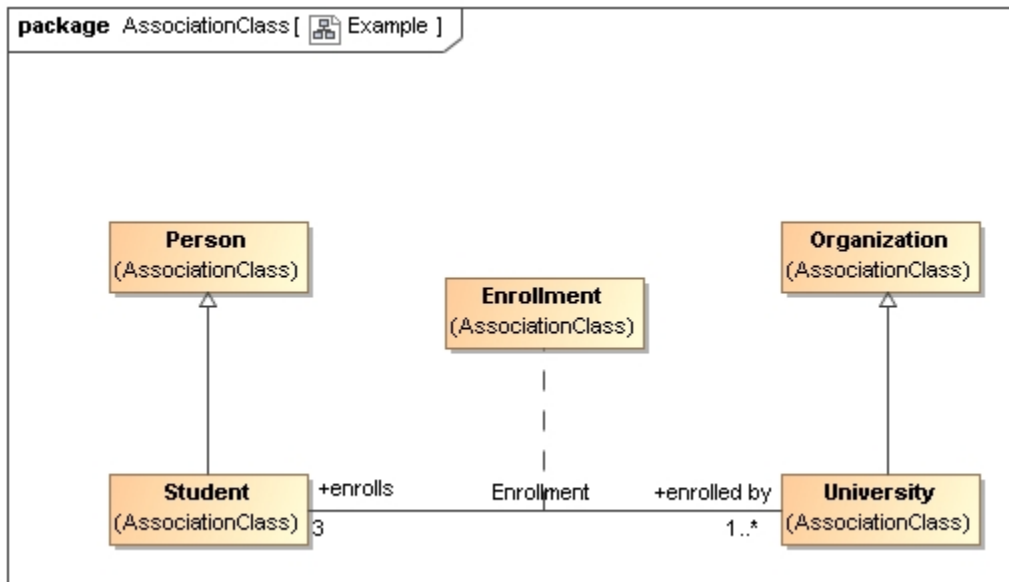 package AssociationClass [ Example ]
Person
(AssociationClass)
Organization
(AssociationClass)
Enrollment
(AssociationClass)
Student
(AssociationClass)
+enrolls
3
Enrollment
+enrolled by
1..*
University
(AssociationClass)